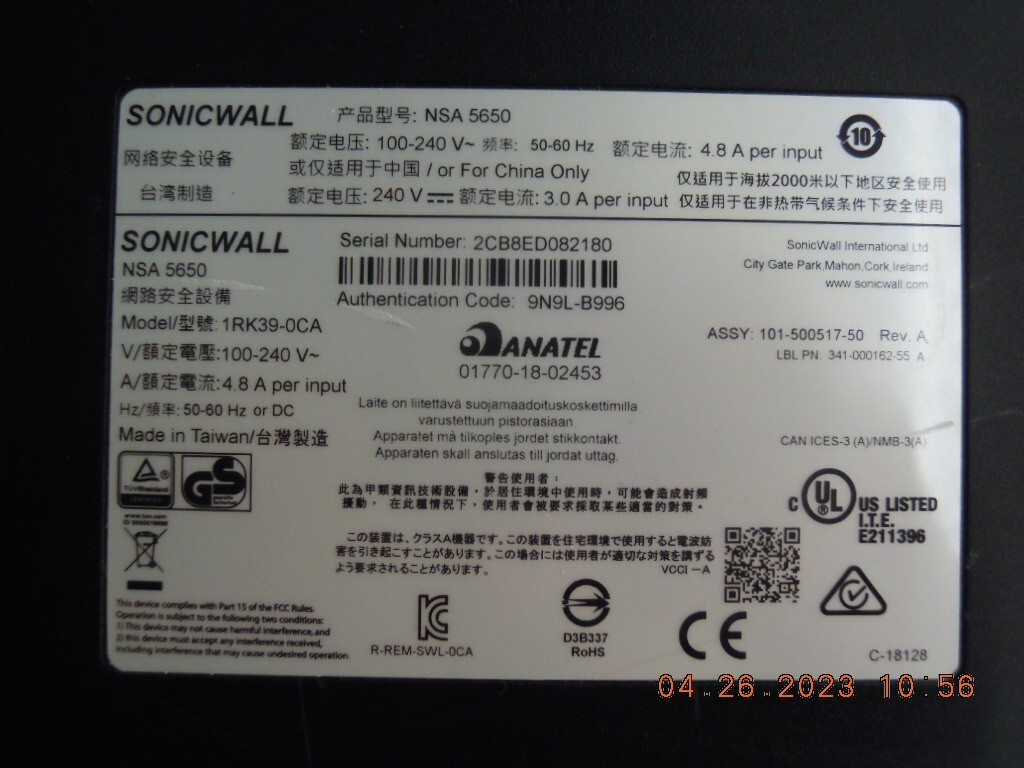 SONICWALL 产品型号: NSA 5650
网络安全设备 额定电压: 100-240 V~ 频率: 50-60 Hz 额定电流: 4.8 A per input 10
台湾制造 或仅适用于中国 / or For China Only 仅适用于海拔2000米以下地区安全使用
额定电压: 240 V 额定电流: 3.0 A per input 仅适用于在非热带气候条件下安全使用
SONICWALL
NSA 5650
網路安全設備
Model/型號: 1RK39-0CA
V/額定電壓:100-240 V~
A/額定電流:4.8 A per input
Hz/頻率: 50-60 Hz or DC
Made in Taiwan/台灣製造
Serial Number: 2CB8ED082180
Authentication Code: 9N9L-B996
ANATEL
01770-18-02453
SonicWall International Ltd
City Gate Park,Mahon,Cork,Ireland
www.sonicwall.com
ASSY: 101-500517-50 Rev. A
LBL PN: 341-000162-55 A
Laite on liitettävä suojamaadoituskoskettimilla
varustettuun pistorasiaan.
Apparatet må tilkoples jordet stikkontakt.
Apparaten skall anslutas till jordat uttag.
CAN ICES-3 (A)/NMB-3(A)
TÜVRheinland
GS
www.tuv.com
警告使用者:
此為甲類資訊技術設備,於居住環境中使用時,可能會造成射頻
擾動,在此種情況下,使用者會被要求採取某些適當的對策。
C UL US LISTED
I.T.E.
E211396
この装置は、クラスA機器です。この装置を住宅環境で使用すると電波妨
害を引き起こすことがあります。この場合には使用者が適切な対策を講ずる
よう要求されることがあります。
VCCI-A
This device complies with Part 15 of the FCC Rules.
Operation is subject to the following two conditions:
1) This device may not cause harmful interference, and
2) this device must accept any interference received,
including interference that may cause undesired operation.
R-REM-SWL-0CA
D3B337
RoHS
CE
C-18128
04.26.2023 10:56